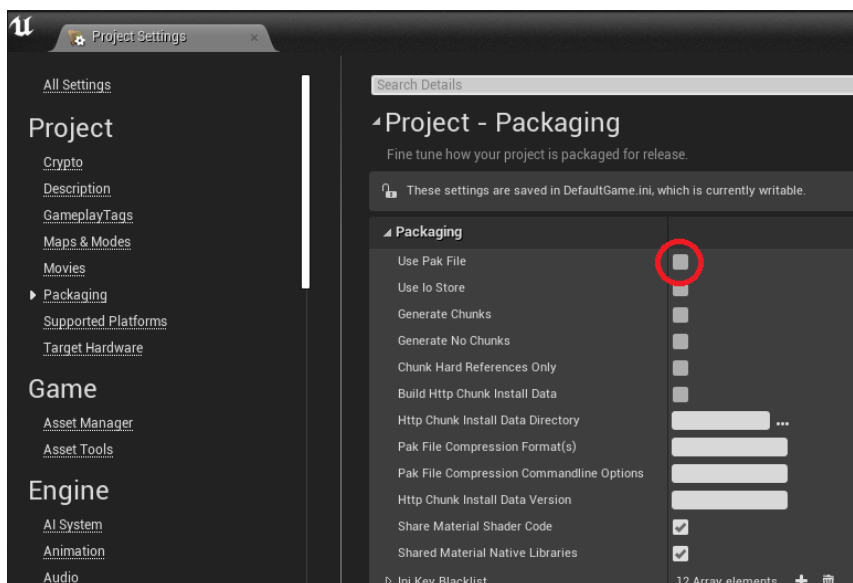 Project Settings
All Settings
Project
Crypto
Description
GameplayTags
Maps & Modes
Movies
Packaging
Supported Platforms
Target Hardware
Game
Asset Manager
Asset Tools
Engine
AI System
Animation
Audio
Search Details
Project - Packaging
Fine tune how your project is packaged for release.
These settings are saved in DefaultGame.ini, which is currently writable.
Packaging
Use Pak File
Use Io Store
Generate Chunks
Generate No Chunks
Chunk Hard References Only
Build Http Chunk Install Data
Http Chunk Install Data Directory
Pak File Compression Format(s)
Pak File Compression Commandline Options
Http Chunk Install Data Version
Share Material Shader Code
Shared Material Native Libraries
Ini Key Blacklist 12 Array elements